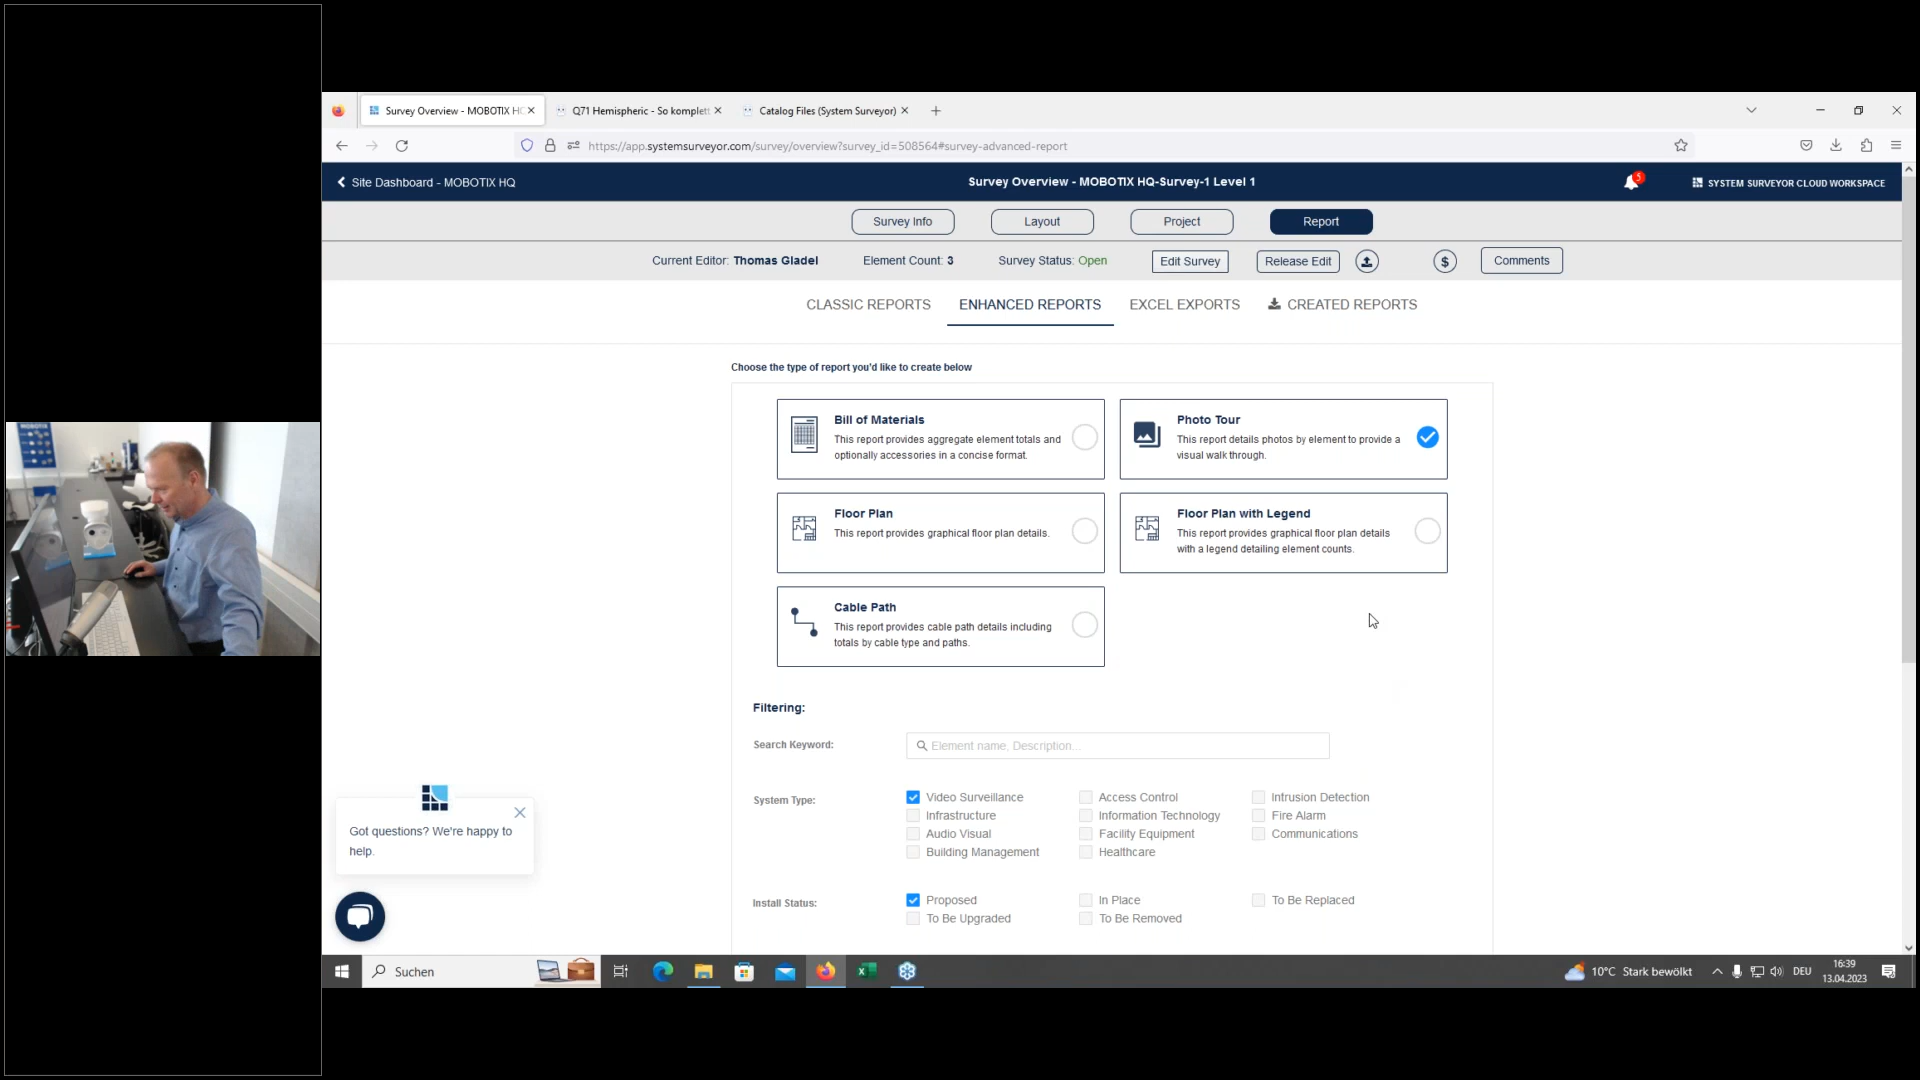 Survey Overview - MOBOTIX HQ
Q71 Hemispheric - So komplett
Catalog Files (System Surveyor)
https://app.systemsurveyor.com/survey/overview?survey_id=508564#survey-advanced-report
Site Dashboard - MOBOTIX HQ
Survey Overview - MOBOTIX HQ-Survey-1 Level 1
5
SYSTEM SURVEYOR CLOUD WORKSPACE
Survey Info
Layout
Project
Report
Current Editor: Thomas Gladel
Element Count: 3
Survey Status: Open
Edit Survey
Release Edit
$
Comments
CLASSIC REPORTS
ENHANCED REPORTS
EXCEL EXPORTS
CREATED REPORTS
Choose the type of report you'd like to create below
Bill of Materials
This report provides aggregate element totals and
optionally accessories in a concise format.
Photo Tour
This report details photos by element to provide a
visual walk through.
Floor Plan
This report provides graphical floor plan details.
Floor Plan with Legend
This report provides graphical floor plan details
with a legend detailing element counts.
Cable Path
This report provides cable path details including
totals by cable type and paths.
Filtering:
Search Keyword:
Element name, Description...
System Type:
Video Surveillance
Access Control
Intrusion Detection
Infrastructure
Information Technology
Fire Alarm
Audio Visual
Facility Equipment
Communications
Building Management
Healthcare
Install Status:
Proposed
In Place
To Be Replaced
To Be Upgraded
To Be Removed
Got questions? We're happy to
help.
MOBOTIX
Suchen
10°C Stark bewölkt
DEU
16:39
13.04.2023